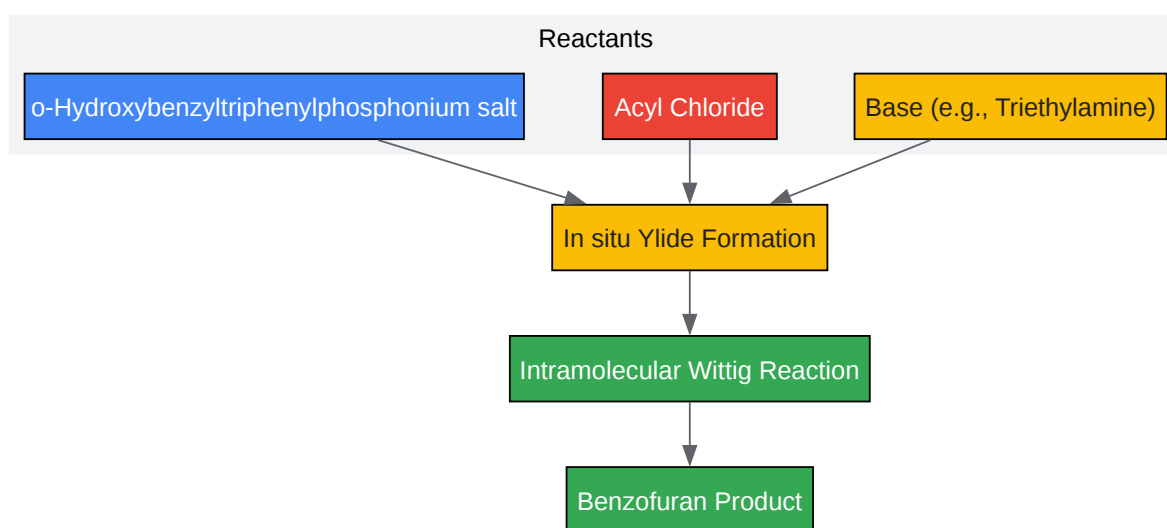 Reactants
o-Hydroxybenzyltriphenylphosphonium salt
Acyl Chloride
Base (e.g., Triethylamine)
In situ Ylide Formation
Intramolecular Wittig Reaction
Benzofuran Product